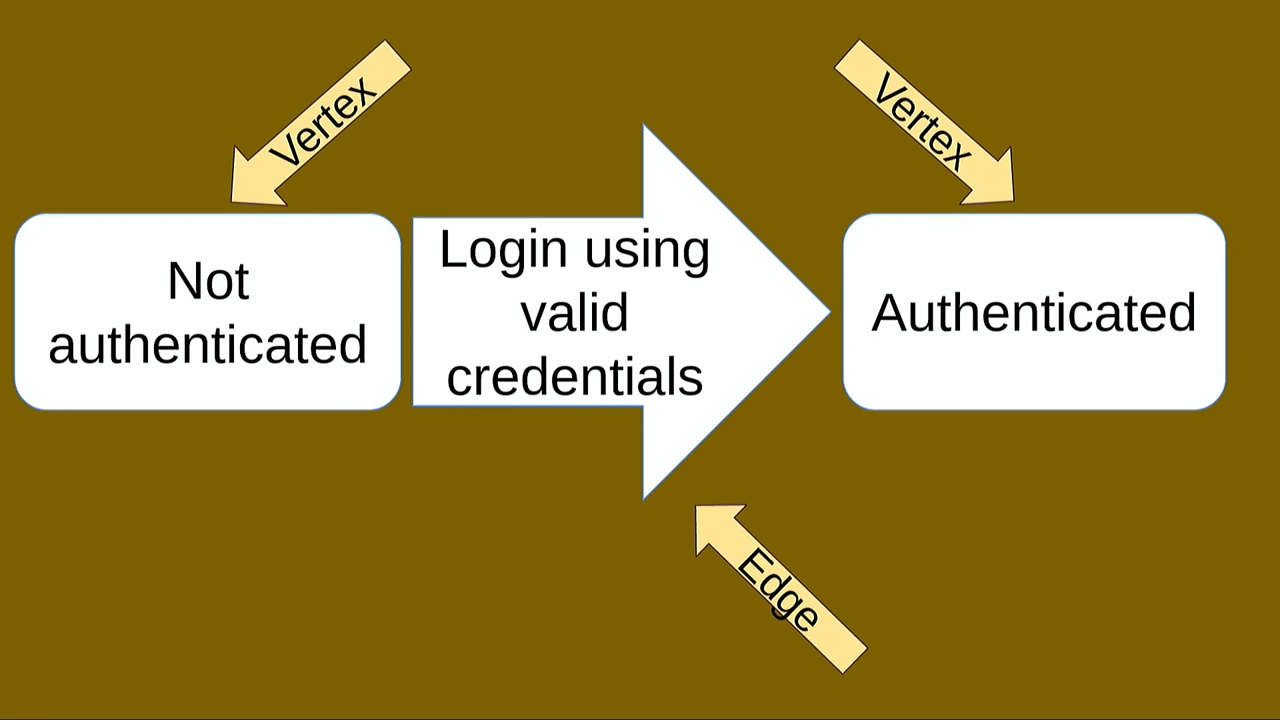 Vertex
Vertex
Not
authenticated
Login using
valid
credentials
Authenticated
Edge